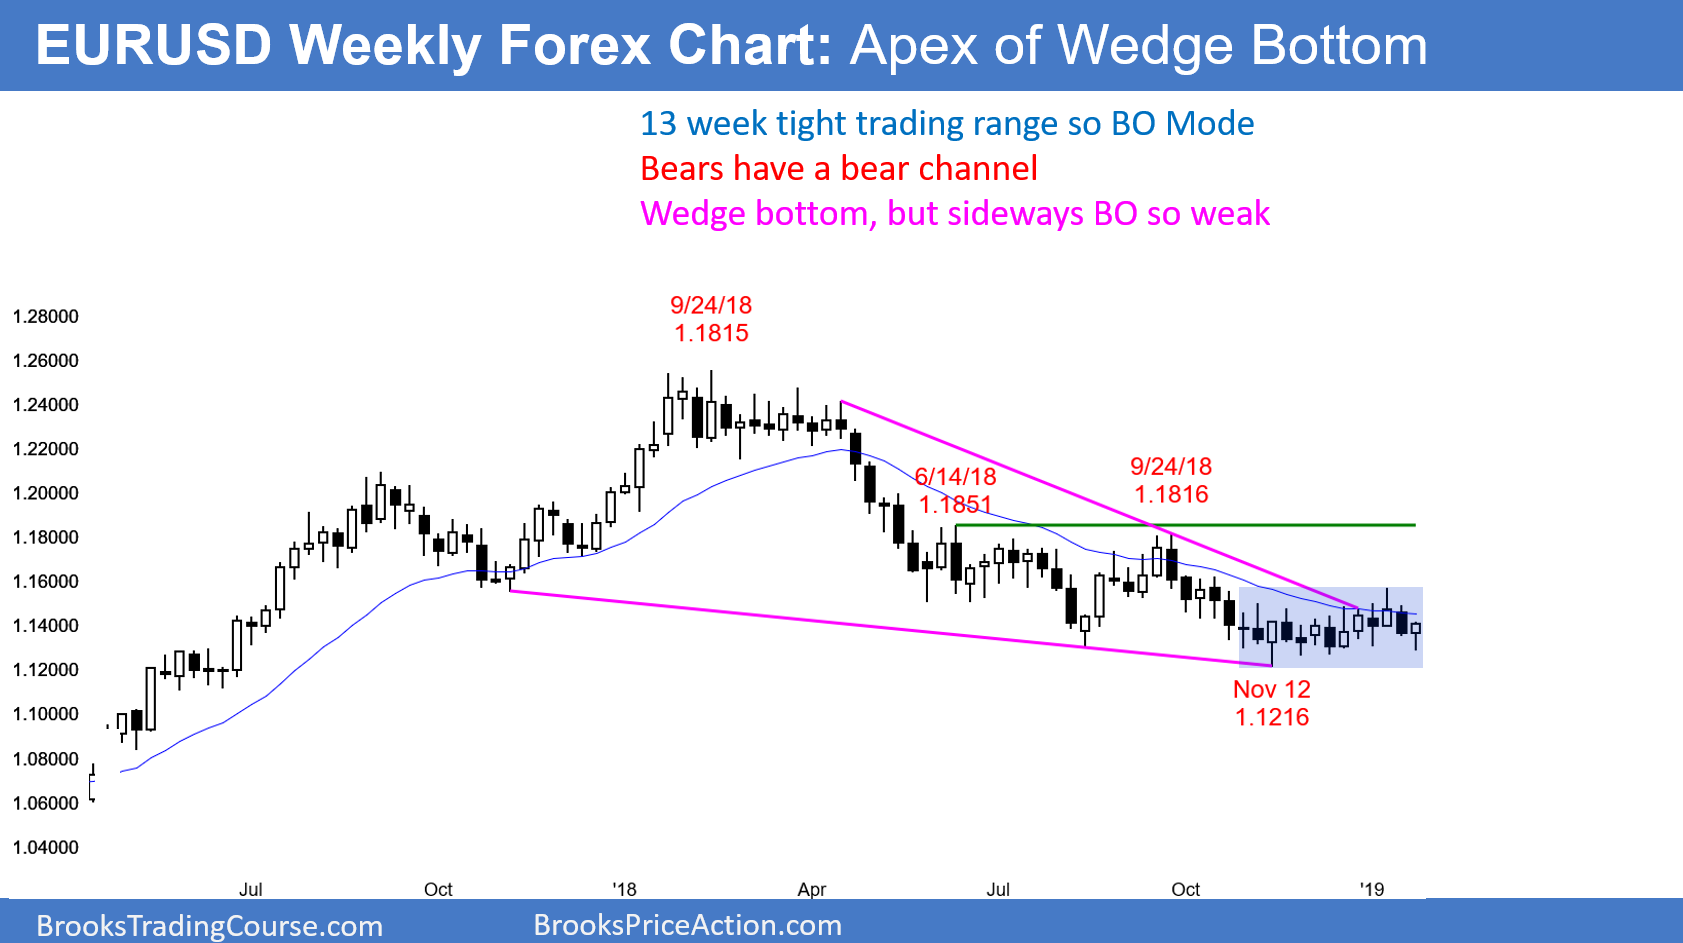 EURUSD Weekly Forex Chart: Apex of Wedge Bottom
13 week tight trading range so BO Mode
Bears have a bear channel
Wedge bottom, but sideways BO so weak
9/24/18
1.1815
6/14/18
1.1851
9/24/18
1.1816
Nov 12
1.1216
1.28000
1.26000
1.24000
1.22000
1.20000
1.18000
1.16000
1.14000
1.12000
1.10000
1.08000
1.06000
1.04000
Jul Oct '18 Apr Jul Oct '19
BrooksTradingCourse.com BrooksPriceAction.com